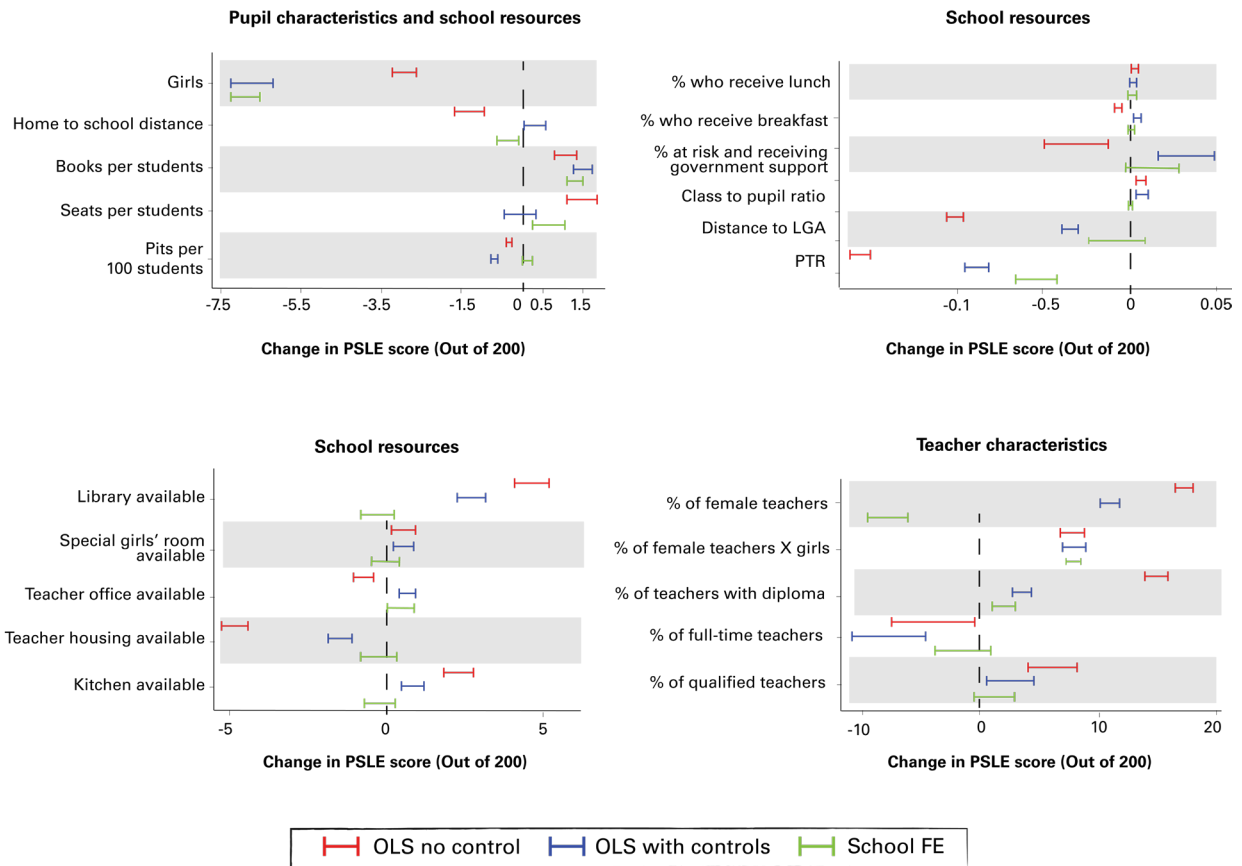 Pupil characteristics and school resources
Girls
Home to school distance
Books per students
Seats per students
Pits per
100 students
-7.5 -5.5 -3.5 -1.5 0 0.5 1.5
Change in PSLE score (Out of 200)
School resources
% who receive lunch
% who receive breakfast
% at risk and receiving
government support
Class to pupil ratio
Distance to LGA
PTR
-0.1 -0.5 0 0.05
Change in PSLE score (Out of 200)
School resources
Library available
Special girls' room
available
Teacher office available
Teacher housing available
Kitchen available
-5 0 5
Change in PSLE score (Out of 200)
Teacher characteristics
% of female teachers
% of female teachers X girls
% of teachers with diploma
% of full-time teachers
% of qualified teachers
-10 0 10 20
Change in PSLE score (Out of 200)
OLS no control OLS with controls School FE